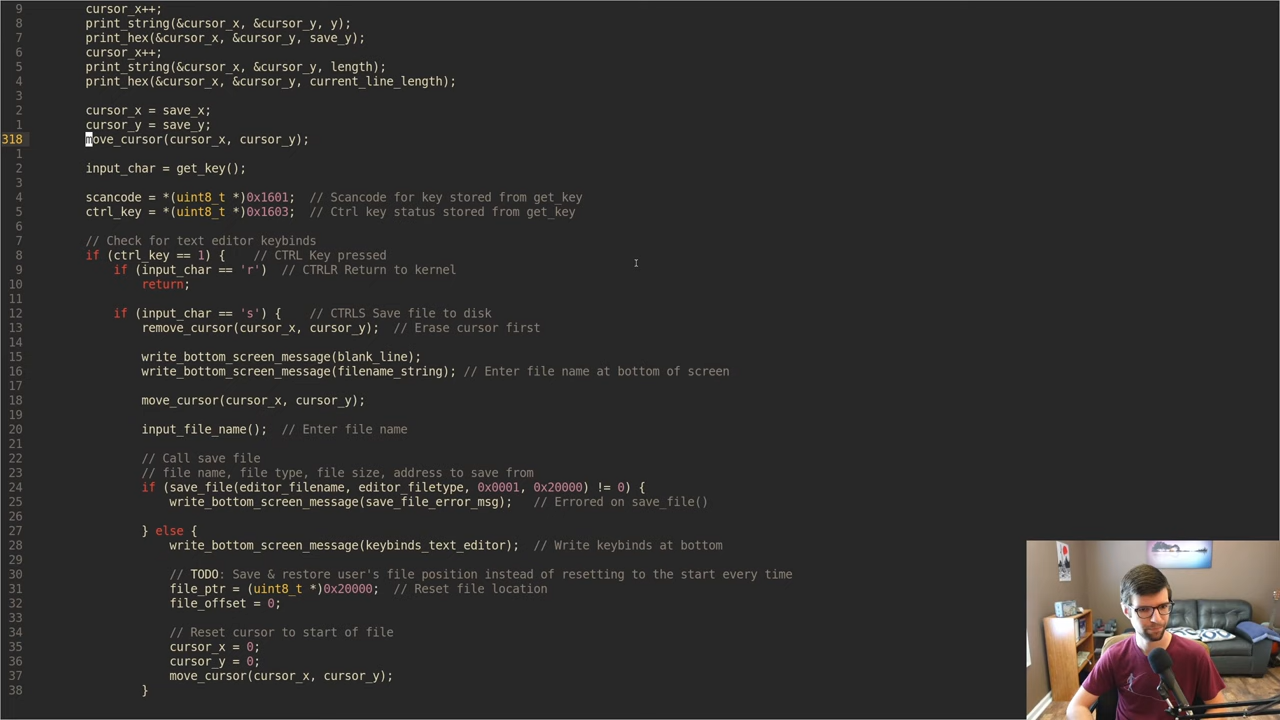 9 cursor_x++;
8 print_string(&cursor_x, &cursor_y, y);
7 print_hex(&cursor_x, &cursor_y, save_y);
6 cursor_x++;
5 print_string(&cursor_x, &cursor_y, length);
4 print_hex(&cursor_x, &cursor_y, current_line_length);
3
2 cursor_x = save_x;
1 cursor_y = save_y;
318 move_cursor(cursor_x, cursor_y);
1
2 input_char = get_key();
3
4 scancode = *(uint8_t *)0x1601;  // Scancode for key stored from get_key
5 ctrl_key = *(uint8_t *)0x1603;  // Ctrl key status stored from get_key
6
7 // Check for text editor keybinds
8 if (ctrl_key == 1) {    // CTRL Key pressed
9 if (input_char == 'r')  // CTRLR Return to kernel
10 return;
11
12 if (input_char == 's') {    // CTRLS Save file to disk
13 remove_cursor(cursor_x, cursor_y);  // Erase cursor first
14
15 write_bottom_screen_message(blank_line);
16 write_bottom_screen_message(filename_string); // Enter file name at bottom of screen
17
18 move_cursor(cursor_x, cursor_y);
19
20 input_file_name();  // Enter file name
21
22 // Call save file
23 // file name, file type, file size, address to save from
24 if (save_file(editor_filename, editor_filetype, 0x0001, 0x20000) != 0) {
25 write_bottom_screen_message(save_file_error_msg);   // Errored on save_file()
26
27 } else {
28 write_bottom_screen_message(keybinds_text_editor);  // Write keybinds at bottom
29
30 // TODO: Save & restore user's file position instead of resetting to the start every time
31 file_ptr = (uint8_t *)0x20000;  // Reset file location
32 file_offset = 0;
33
34 // Reset cursor to start of file
35 cursor_x = 0;
36 cursor_y = 0;
37 move_cursor(cursor_x, cursor_y);
38 }